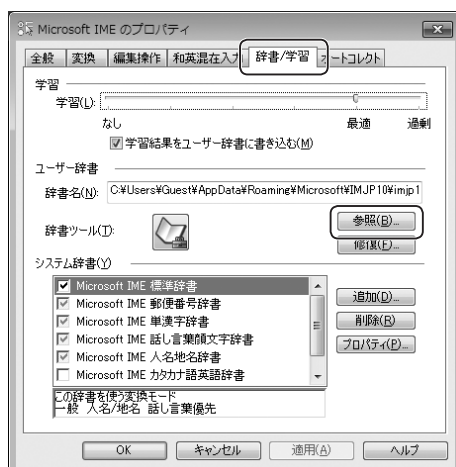 Microsoft IME のプロパティ
全般 変換 編集操作 和英混在入力 辞書/学習 オートコレクト
学習
学習(L):
なし 最適 過剰
学習結果をユーザー辞書に書き込む(M)
ユーザー辞書
辞書名(N): C:¥Users¥Guest¥AppData¥Roaming¥Microsoft¥IMJP10¥imjp1
参照(B)...
辞書ツール(T):
修復(E)...
システム辞書(Y)
Microsoft IME 標準辞書
Microsoft IME 郵便番号辞書
Microsoft IME 単漢字辞書
Microsoft IME 話し言葉顔文字辞書
Microsoft IME 人名地名辞書
Microsoft IME カタカナ語英語辞書
追加(D)...
削除(R)
プロパティ(P)...
この辞書を使う変換モード
一般 人名/地名 話し言葉優先
OK キャンセル 適用(A) ヘルプ